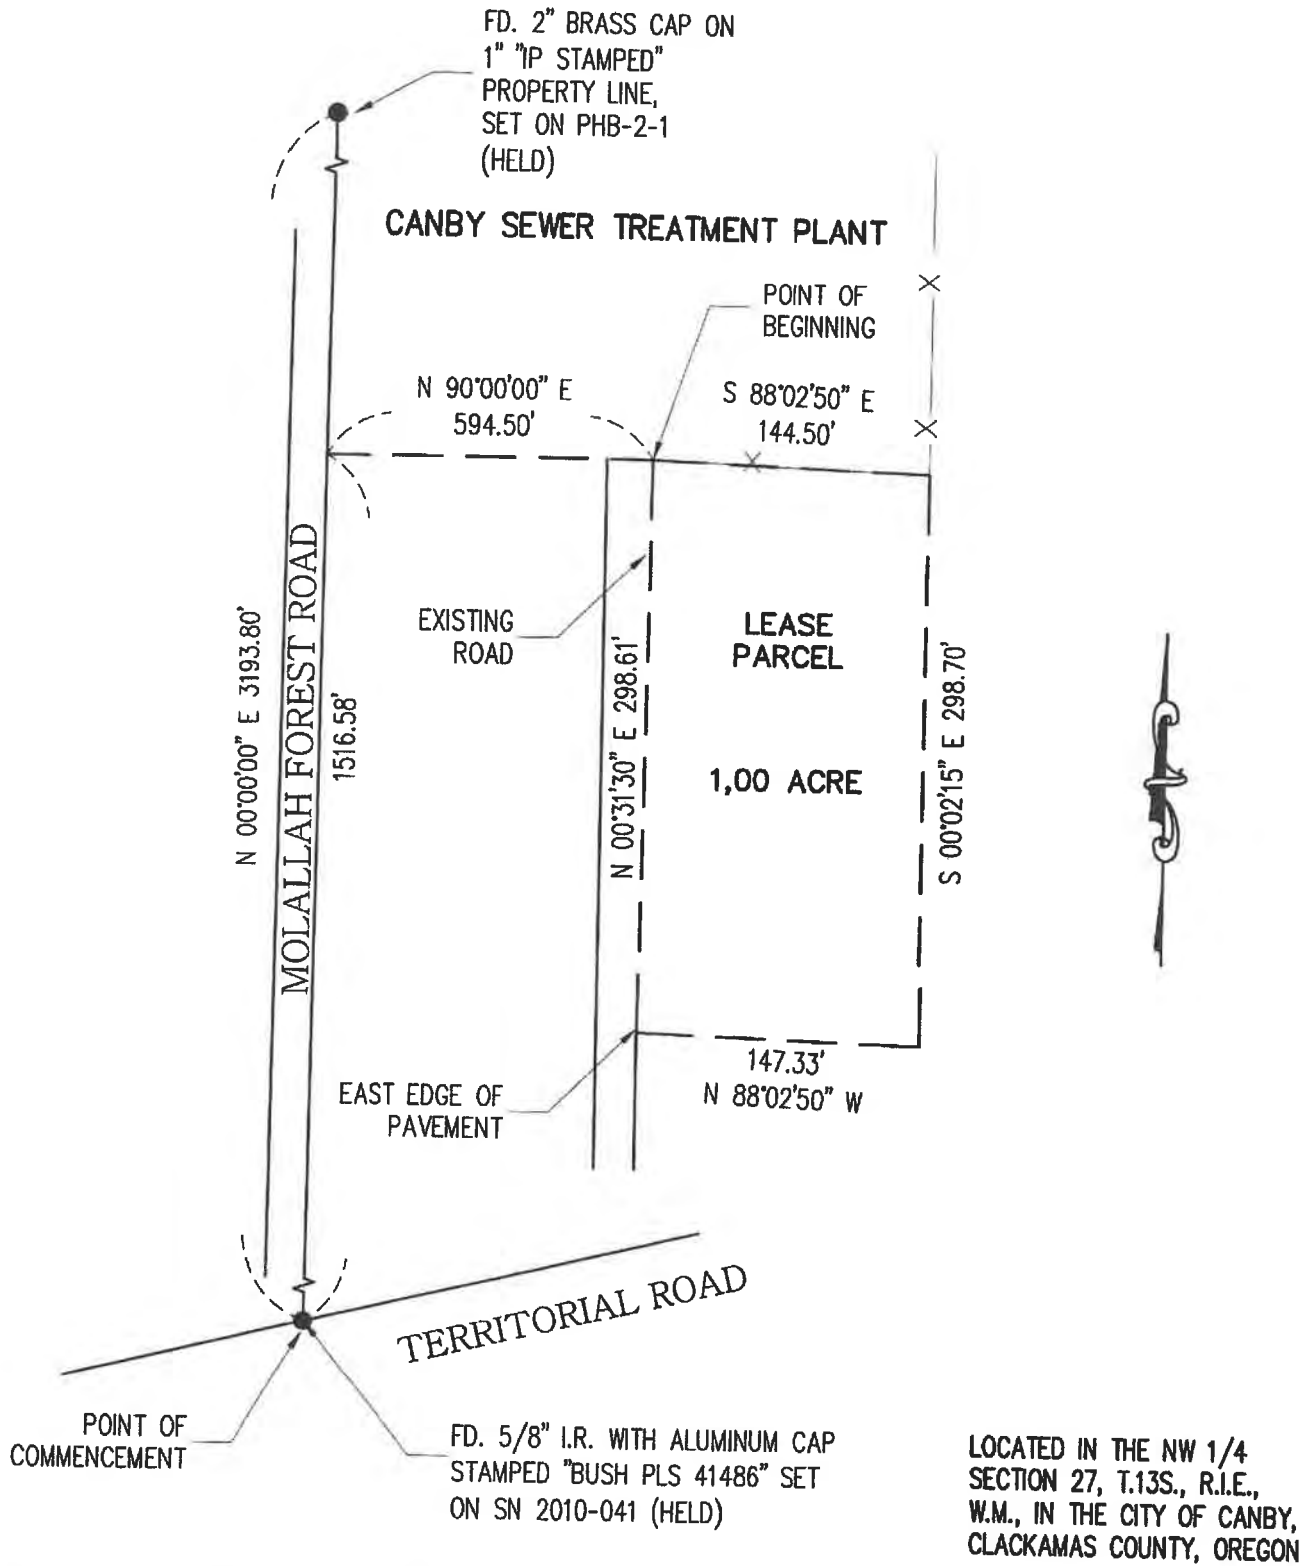 FD. 2" BRASS CAP ON
1" "IP STAMPED"
PROPERTY LINE,
SET ON PHB-2-1
(HELD)
CANBY SEWER TREATMENT PLANT
POINT OF
BEGINNING
N 90°00'00" E
594.50'
S 88°02'50" E
144.50'
EXISTING
ROAD
LEASE
PARCEL
1,00 ACRE
N 00°00'00" E 3193.80'
MOLALLAH FOREST ROAD
1516.58'
N 00°31'30" E 298.61'
S 00°02'15" E 298.70'
147.33'
N 88°02'50" W
EAST EDGE OF
PAVEMENT
TERRITORIAL ROAD
POINT OF
COMMENCEMENT
FD. 5/8" I.R. WITH ALUMINUM CAP
STAMPED "BUSH PLS 41486" SET
ON SN 2010-041 (HELD)
LOCATED IN THE NW 1/4
SECTION 27, T.13S., R.I.E.,
W.M., IN THE CITY OF CANBY,
CLACKAMAS COUNTY, OREGON